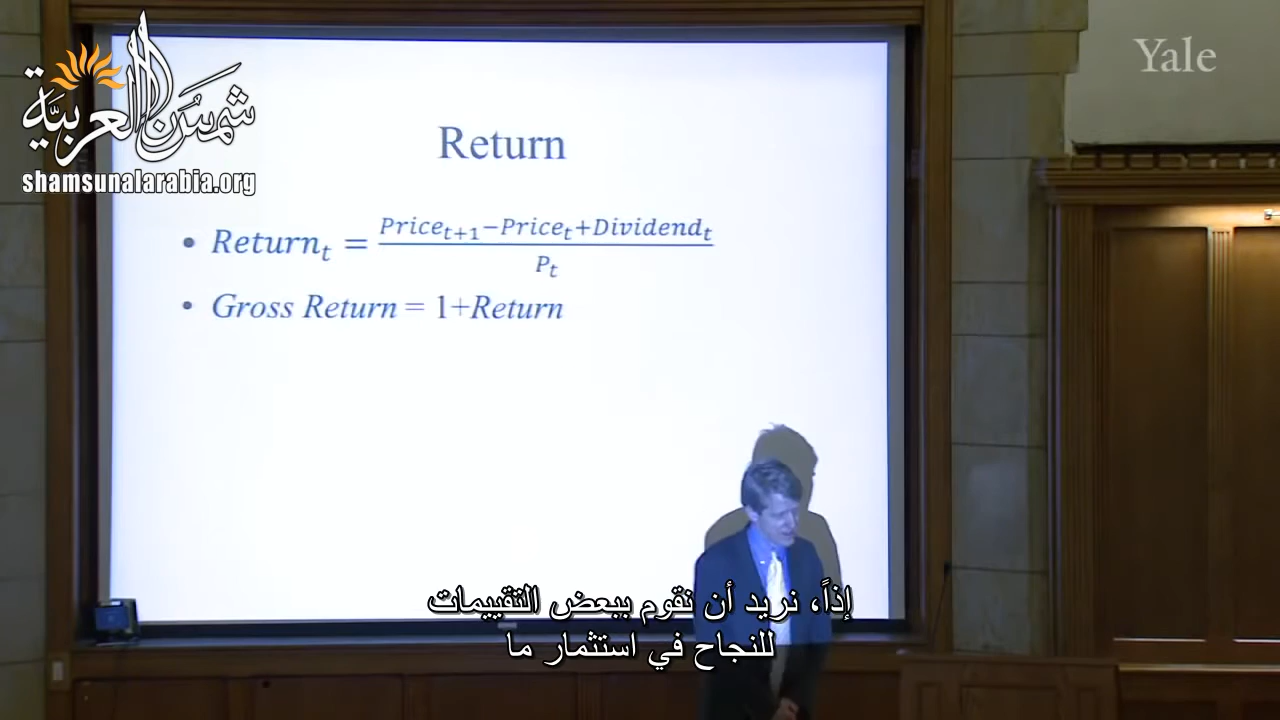 شمس العربية
shamsunalarabia.org
Yale
Return
• Return_t = (Price_{t+1}−Price_t+Dividend_t) / P_t
• Gross Return = 1+Return
إذاً، نريد أن نقوم ببعض التقييمات
للنجاح في استثمار ما